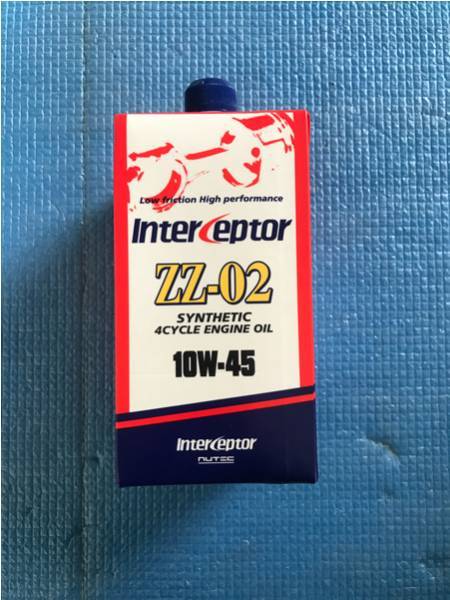 Low friction High performance
Interceptor
ZZ-02
SYNTHETIC
4CYCLE ENGINE OIL
10W-45
Interceptor
NUTEC